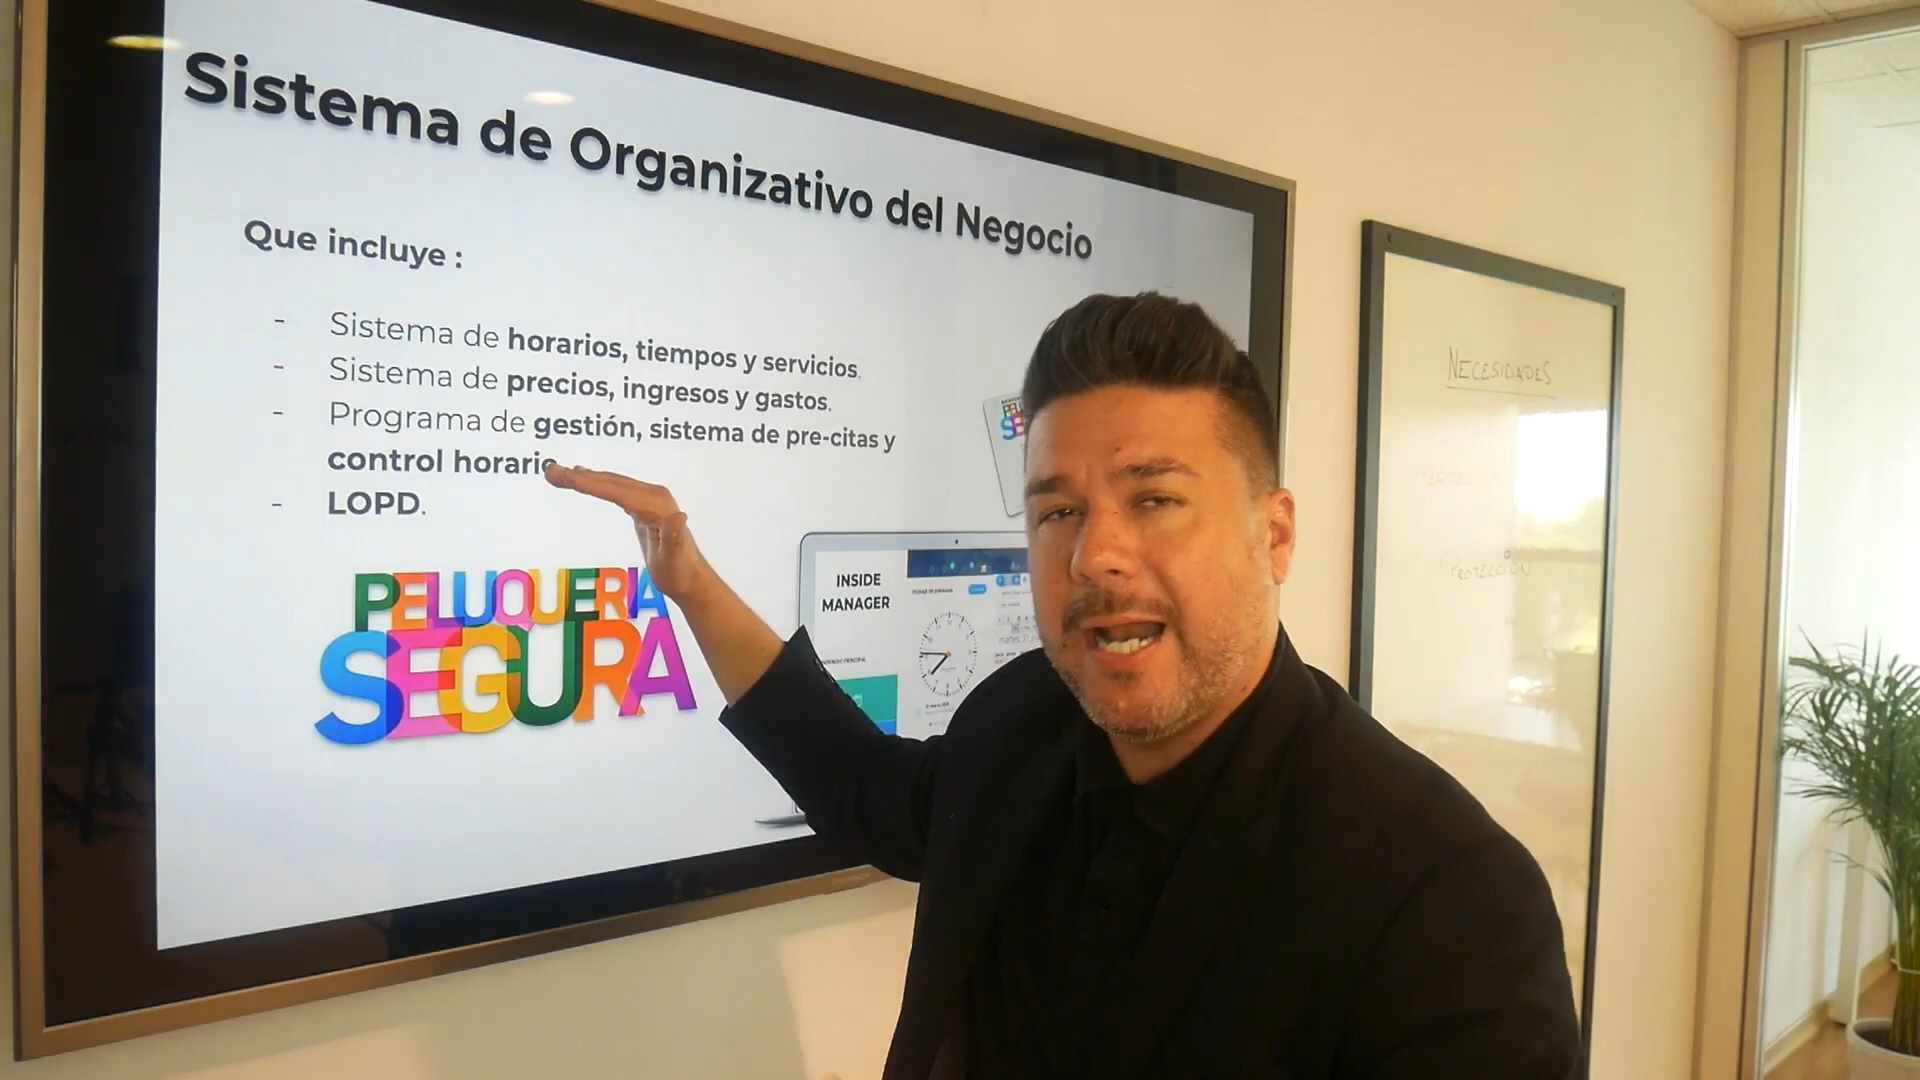 Sistema de Organizativo del Negocio
Que incluye :
- Sistema de horarios, tiempos y servicios.
- Sistema de precios, ingresos y gastos.
- Programa de gestión, sistema de pre-citas y
control horario
- LOPD.
PELUQUERIA
SEGURA
INSIDE
MANAGER
NECESIDADES
PROTECCIÓN